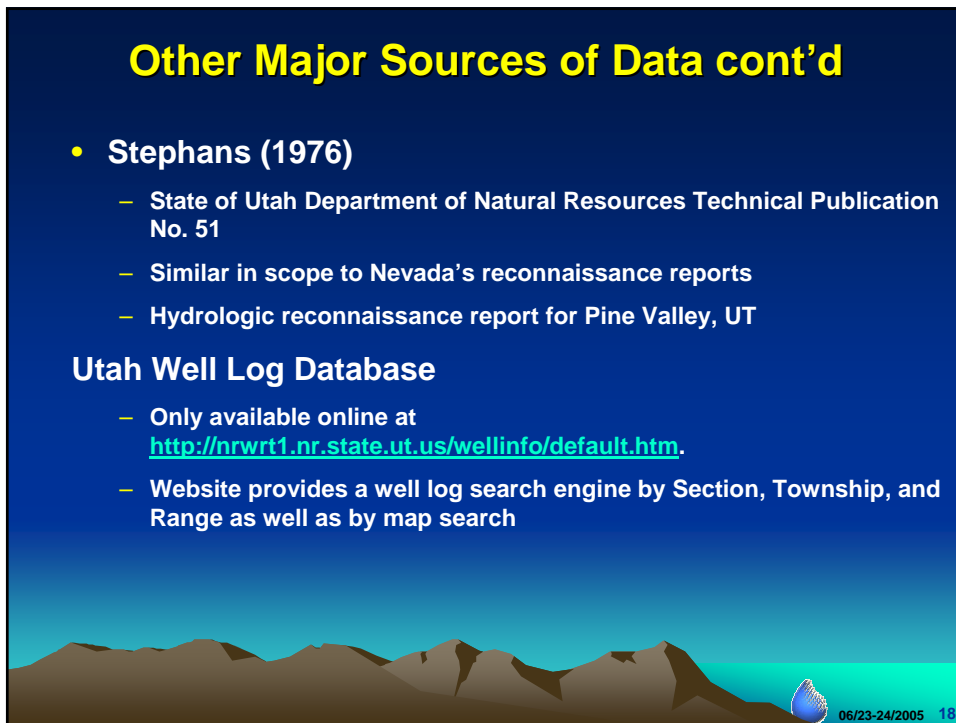 Other Major Sources of Data cont’d
• Stephans (1976)
– State of Utah Department of Natural Resources Technical Publication
No. 51
– Similar in scope to Nevada’s reconnaissance reports
– Hydrologic reconnaissance report for Pine Valley, UT
Utah Well Log Database
– Only available online at
http://nrwrt1.nr.state.ut.us/wellinfo/default.htm.
– Website provides a well log search engine by Section, Township, and
Range as well as by map search
06/23-24/2005 18